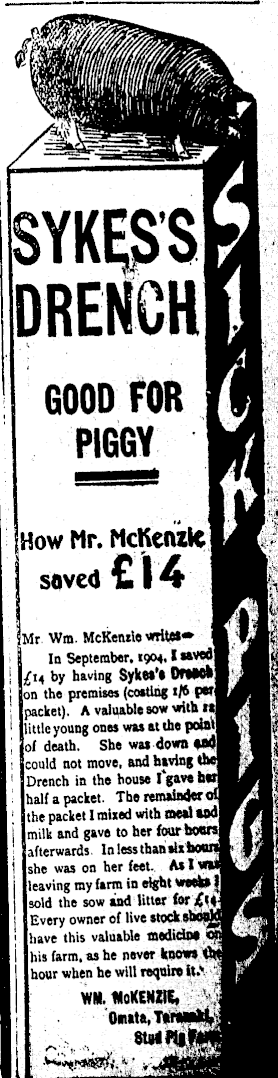 SYKES'S
DRENCH
GOOD FOR
PIGGY
How Mr. McKenzie
saved £14
Mr. Wm. McKenzie writes—
In September, 1904, I saved
£14 by having Sykes's Drench
on the premises (costing 1/6 per
packet). A valuable sow with 12
little young ones was at the point
of death. She was down and
could not move, and having the
Drench in the house I gave her
half a packet. The remainder of
the packet I mixed with meal and
milk and gave to her four hours
afterwards. In less than six hours
she was on her feet. As I was
leaving my farm in eight weeks I
sold the sow and litter for £14.
Every owner of live stock should
have this valuable medicine on
his farm, as he never knows the
hour when he will require it.
WM. McKENZIE,
Omata, Taranaki,
Stud Pig Farm
SICK PIGS